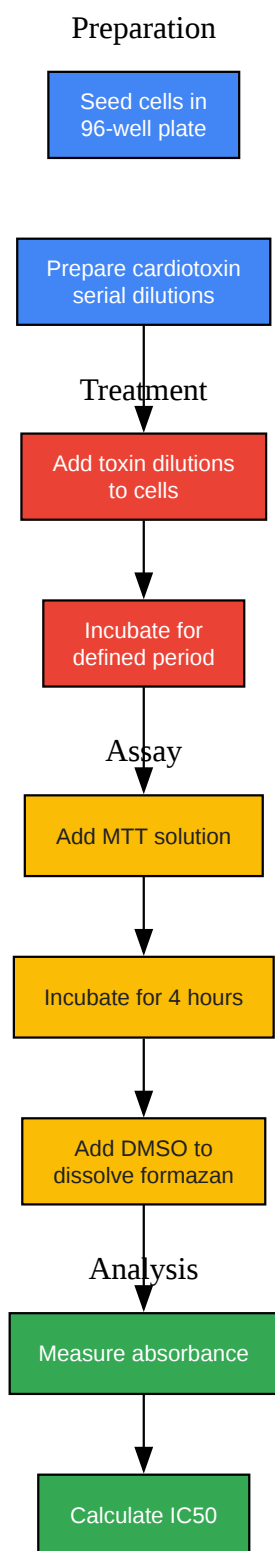 Preparation
Seed cells in
96-well plate
Prepare cardiotoxin
serial dilutions
Treatment
Add toxin dilutions
to cells
Incubate for
defined period
Assay
Add MTT solution
Incubate for 4 hours
Add DMSO to
dissolve formazan
Analysis
Measure absorbance
Calculate IC50